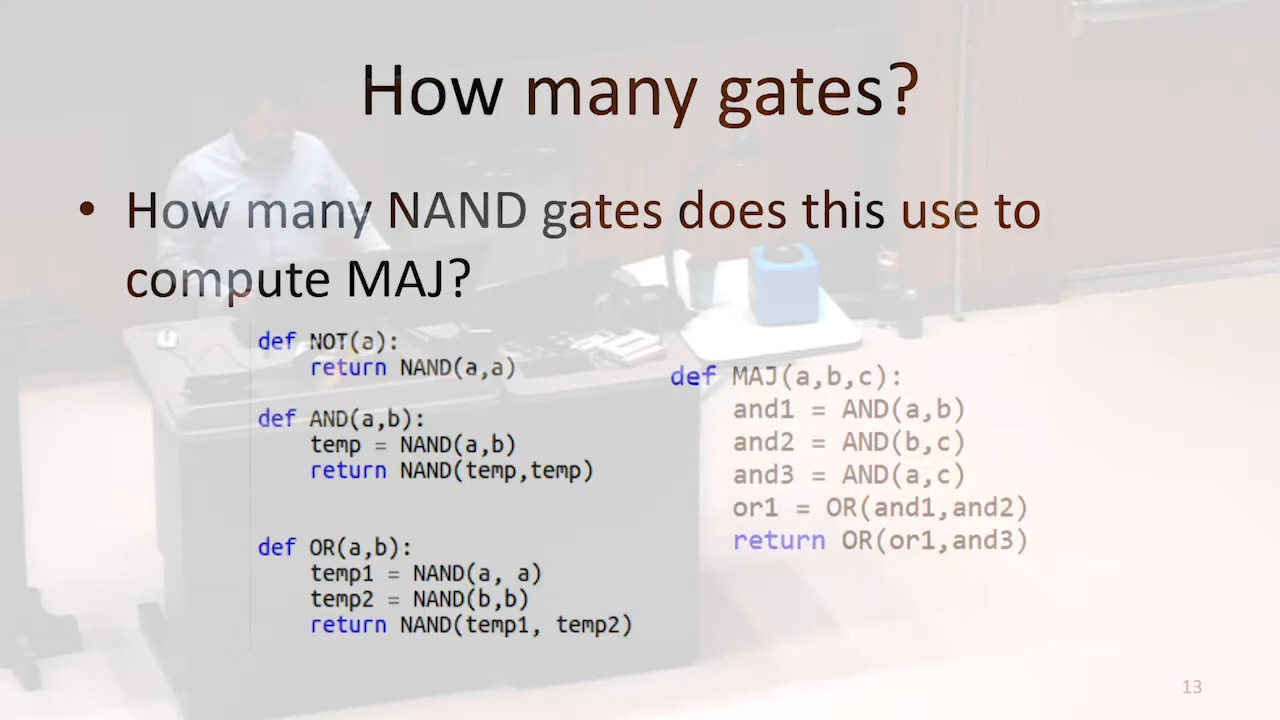 How many gates?
• How many NAND gates does this use to
compute MAJ?
def NOT(a):
    return NAND(a,a)
def AND(a,b):
    temp = NAND(a,b)
    return NAND(temp,temp)
def OR(a,b):
    temp1 = NAND(a, a)
    temp2 = NAND(b,b)
    return NAND(temp1, temp2)
def MAJ(a,b,c):
    and1 = AND(a,b)
    and2 = AND(b,c)
    and3 = AND(a,c)
    or1 = OR(and1,and2)
    return OR(or1,and3)
13